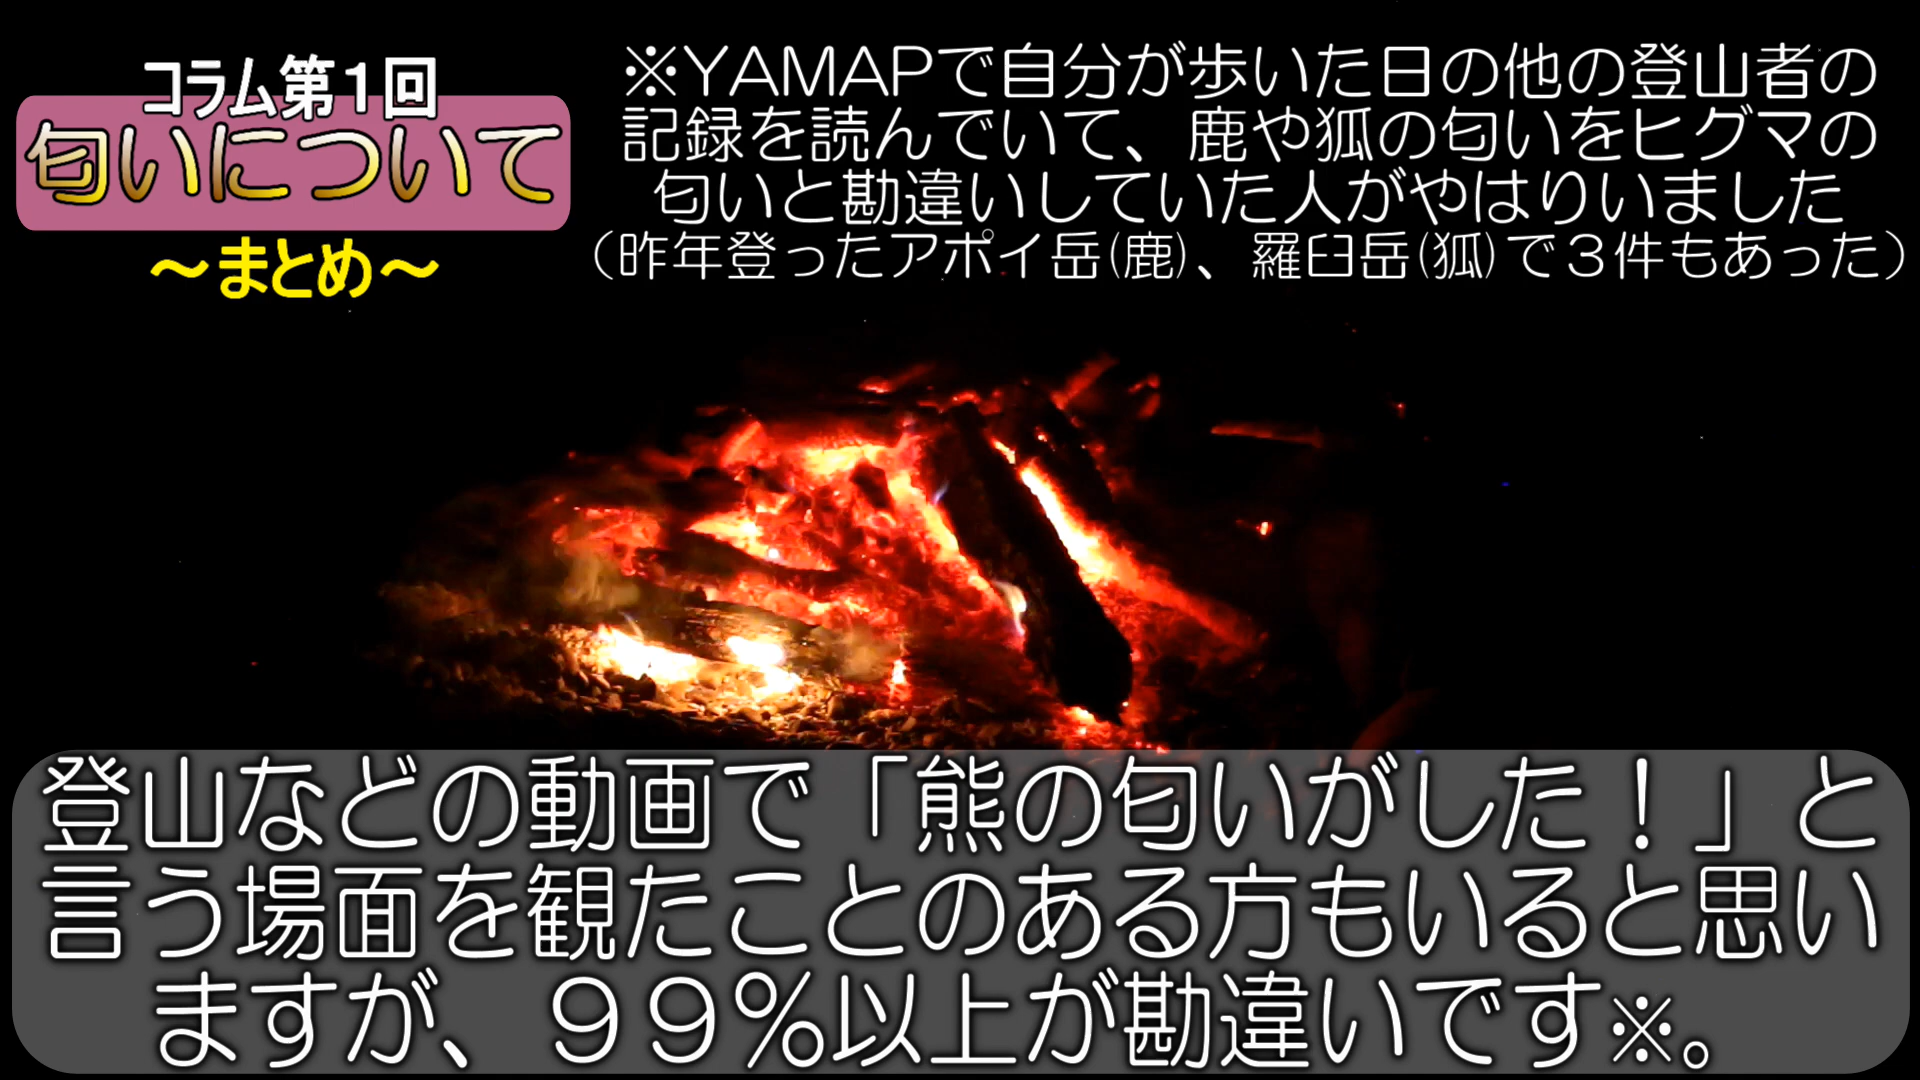 コラム第１回
匂いについて
～まとめ～
※YAMAPで自分が歩いた日の他の登山者の
記録を読んでいて、鹿や狐の匂いをヒグマの
匂いと勘違いしていた人がやはりいました
（昨年登ったアポイ岳(鹿)、羅臼岳(狐)で３件もあった）
登山などの動画で「熊の匂いがした！」と
言う場面を観たことのある方もいると思い
ますが、９９％以上が勘違いです※。